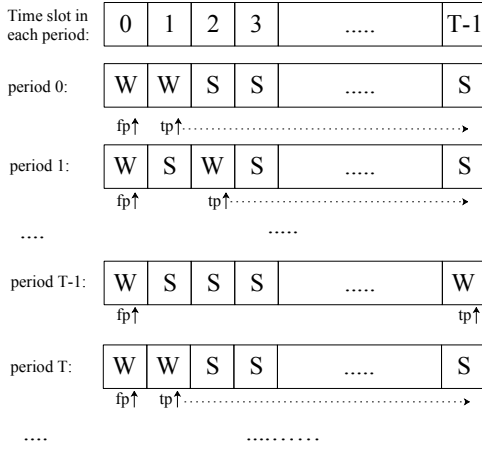 Time slot in
each period: 0 1 2 3 ..... T-1
period 0: W W S S ..... S
fp tp
period 1: W S W S ..... S
fp tp
.... .....
period T-1: W S S S ..... W
fp tp
period T: W W S S ..... S
fp tp
.... ..........